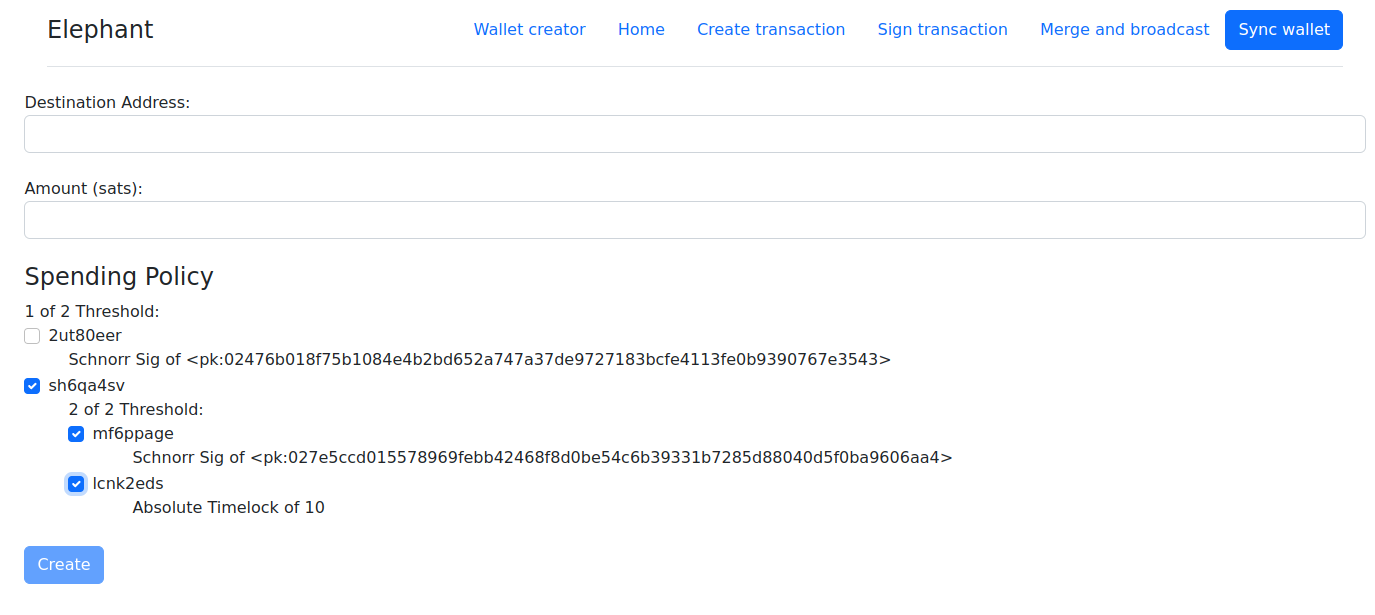 Elephant
Wallet creator Home Create transaction Sign transaction Merge and broadcast Sync wallet
Destination Address:
Amount (sats):
Spending Policy
1 of 2 Threshold:
2ut80eer
Schnorr Sig of <pk:02476b018f75b1084e4b2bd652a747a37de9727183bcfe4113fe0b9390767e3543>
sh6qa4sv
2 of 2 Threshold:
mf6ppage
Schnorr Sig of <pk:027e5ccd015578969febb42468f8d0be54c6b39331b7285d88040d5f0ba9606aa4>
lcnk2eds
Absolute Timelock of 10
Create